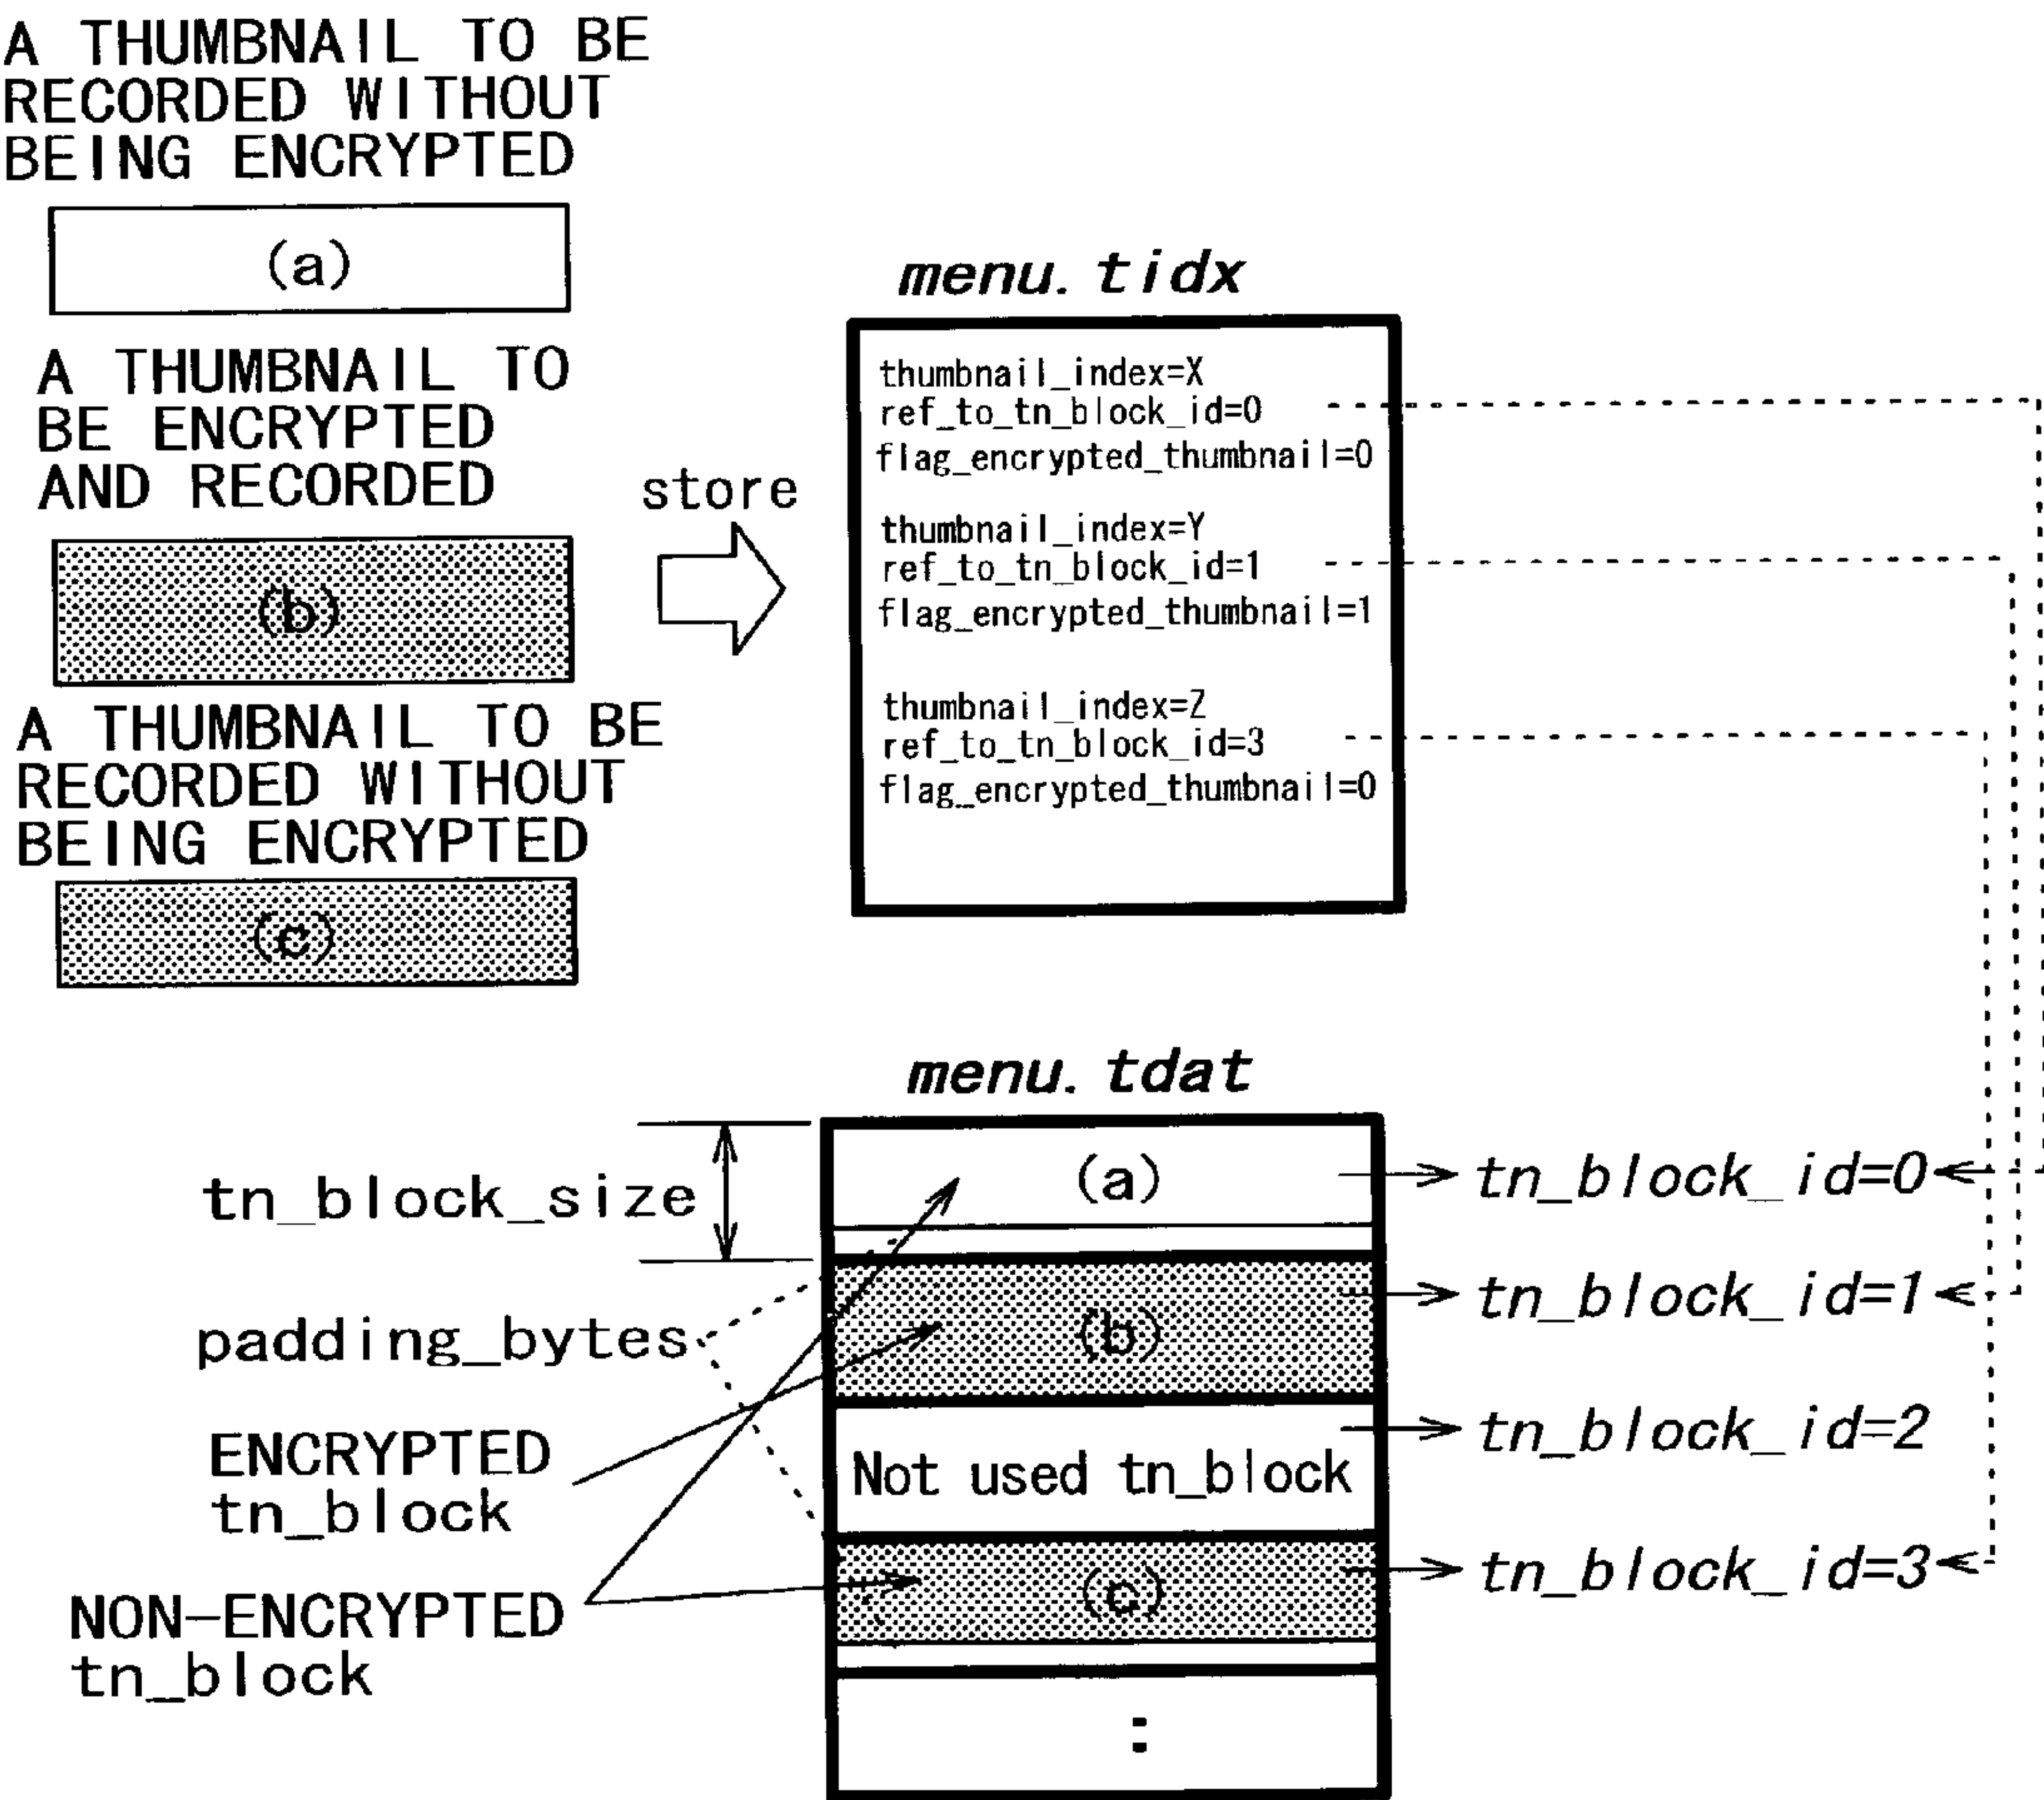 A THUMBNAIL TO BE
RECORDED WITHOUT
BEING ENCRYPTED
(a)
A THUMBNAIL TO
BE ENCRYPTED
AND RECORDED
(b)
A THUMBNAIL TO BE
RECORDED WITHOUT
BEING ENCRYPTED
(c)
store
menu.tidx
thumbnail_index=X
ref_to_tn_block_id=0
flag_encrypted_thumbnail=0
thumbnail_index=Y
ref_to_tn_block_id=1
flag_encrypted_thumbnail=1
thumbnail_index=Z
ref_to_tn_block_id=3
flag_encrypted_thumbnail=0
menu.tdat
tn_block_size
padding_bytes
ENCRYPTED
tn_block
NON-ENCRYPTED
tn_block
(a)
(b)
Not used tn_block
(c)
:
tn_block_id=0
tn_block_id=1
tn_block_id=2
tn_block_id=3